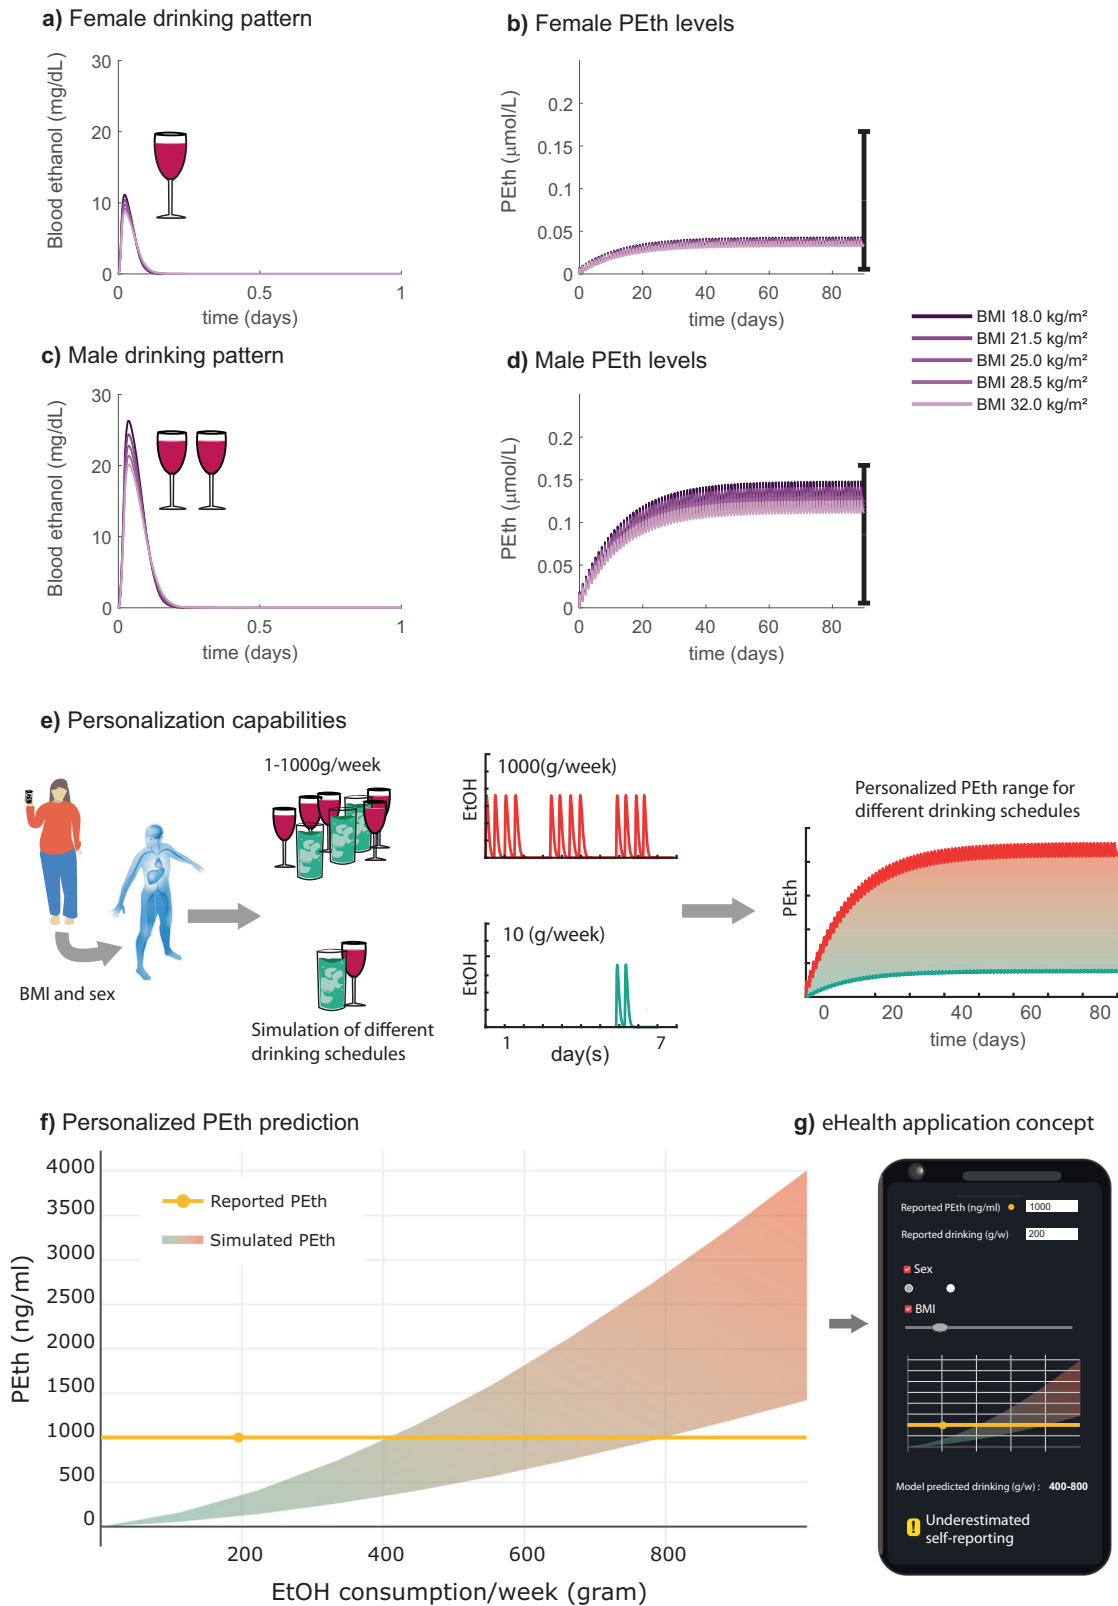 a) Female drinking pattern
b) Female PEth levels
Blood ethanol (mg/dL)
30
20
10
0
0
0.5
1
time (days)
PEth (μmol/L)
0.2
0.15
0.1
0.05
0
0
20
40
60
80
time (days)
BMI 18.0 kg/m²
BMI 21.5 kg/m²
BMI 25.0 kg/m²
BMI 28.5 kg/m²
BMI 32.0 kg/m²
c) Male drinking pattern
d) Male PEth levels
Blood ethanol (mg/dL)
30
20
10
0
0
0.5
1
time (days)
PEth (μmol/L)
0.2
0.15
0.1
0.05
0
0
20
40
60
80
time (days)
e) Personalization capabilities
BMI and sex
1-1000g/week
Simulation of different
drinking schedules
EtOH
1000(g/week)
EtOH
10 (g/week)
1
7
day(s)
Personalized PEth range for
different drinking schedules
PEth
0
20
40
60
80
time (days)
f) Personalized PEth prediction
PEth (ng/ml)
4000
3500
3000
2500
2000
1500
1000
500
0
Reported PEth
Simulated PEth
200
400
600
800
EtOH consumption/week (gram)
g) eHealth application concept
Reported PEth (ng/ml)
1000
Reported drinking (g/w)
200
Sex
BMI
Model predicted drinking (g/w) : 400-800
! Underestimated
self-reporting